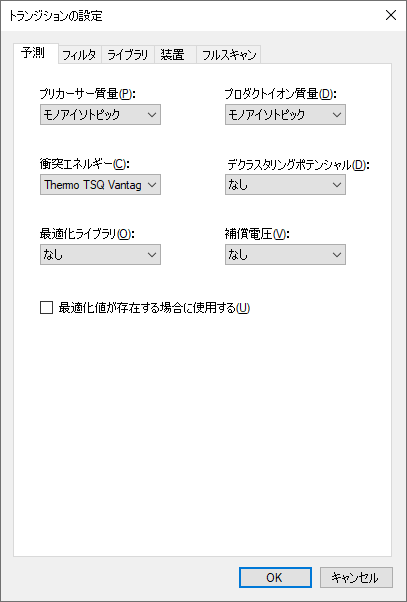 トランジションの設定
予測 フィルタ ライブラリ 装置 フルスキャン
プリカーサー質量(P): プロダクトイオン質量(D):
モノアイソトピック モノアイソトピック
衝突エネルギー(C): デクラスタリングポテンシャル(D):
Thermo TSQ Vantag なし
最適化ライブラリ(O): 補償電圧(V):
なし なし
最適化値が存在する場合に使用する(U)
OK キャンセル